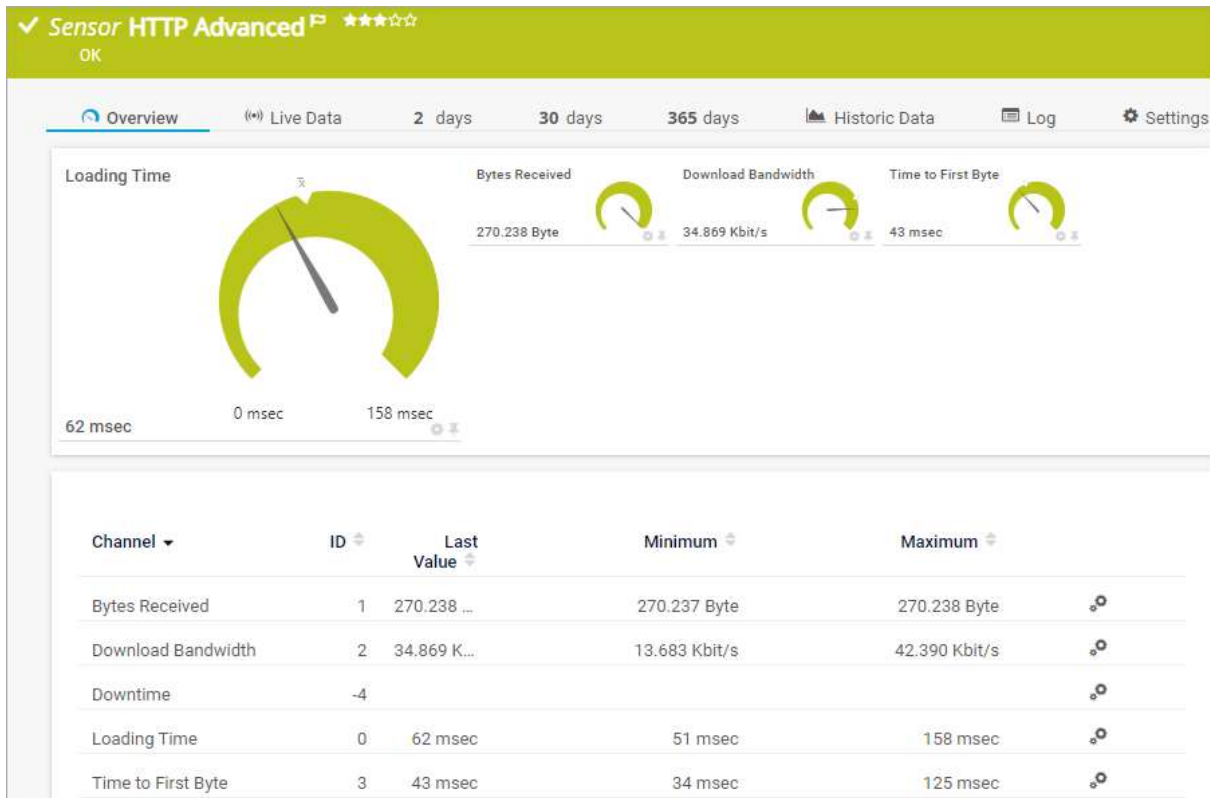 Sensor HTTP Advanced
OK
Overview Live Data 2 days 30 days 365 days Historic Data Log Settings
Loading Time
x̅
0 msec 158 msec
62 msec
Bytes Received
270.238 Byte
Download Bandwidth
34.869 Kbit/s
Time to First Byte
43 msec
Channel ID Last Value Minimum Maximum
Bytes Received 1 270.238 ... 270.237 Byte 270.238 Byte
Download Bandwidth 2 34.869 K... 13.683 Kbit/s 42.390 Kbit/s
Downtime -4
Loading Time 0 62 msec 51 msec 158 msec
Time to First Byte 3 43 msec 34 msec 125 msec